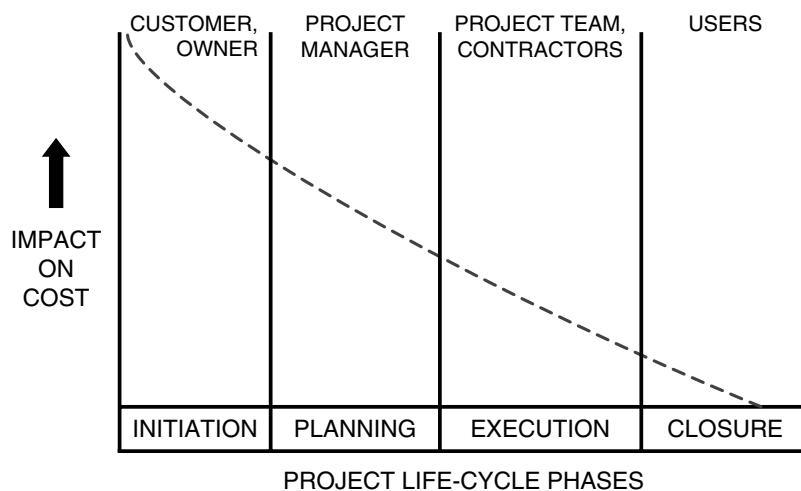 CUSTOMER,
OWNER
PROJECT
MANAGER
PROJECT TEAM,
CONTRACTORS
USERS
IMPACT
ON
COST
INITIATION
PLANNING
EXECUTION
CLOSURE
PROJECT LIFE-CYCLE PHASES